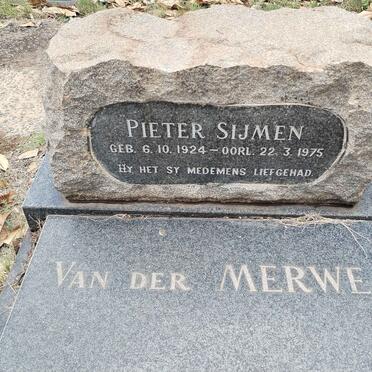 PIETER SIJMEN
GEB. 6. 10. 1924 – OORL. 22. 3. 1975
HY HET SY MEDEMENS LIEFGEHAD.
VAN DER MERWE